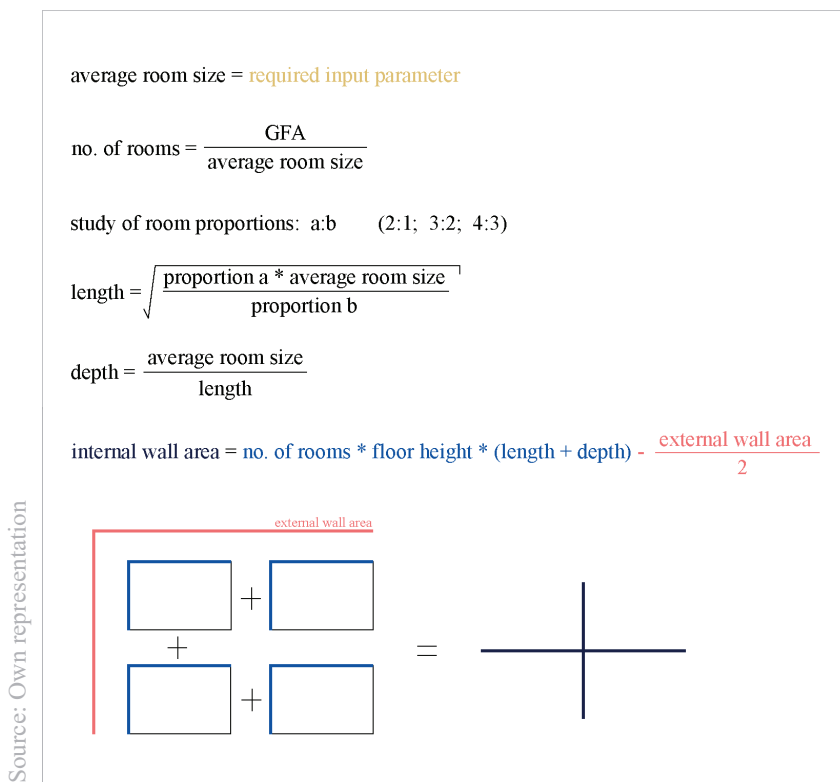 average room size = required input parameter
no. of rooms = GFA / average room size
study of room proportions: a:b (2:1; 3:2; 4:3)
length = √(proportion a * average room size / proportion b)
depth = average room size / length
internal wall area = no. of rooms * floor height * (length + depth) - external wall area / 2
external wall area
+
+
=
+
Source: Own representation